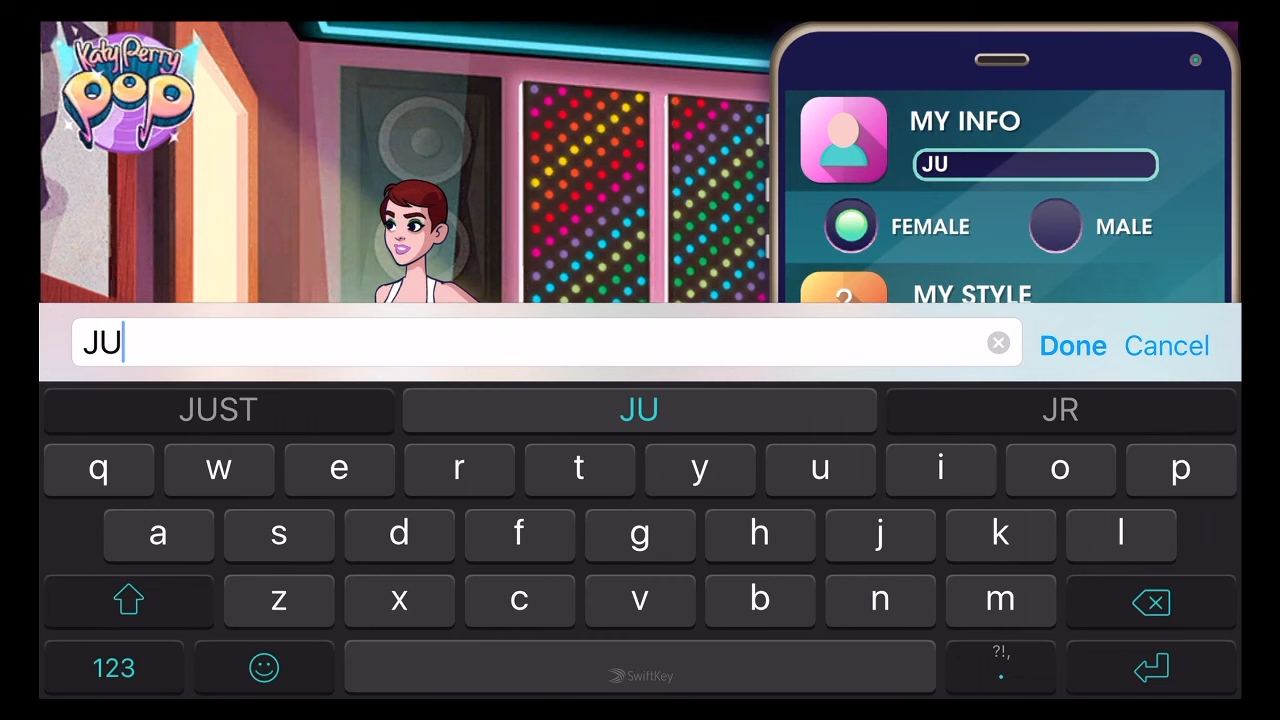 Katy Perry
POP
MY INFO
JU
FEMALE
MALE
?
MY STYLE
JU
Done
Cancel
JUST
JU
JR
q w e r t y u i o p
a s d f g h j k l
z x c v b n m
123
SwiftKey
?!,
.